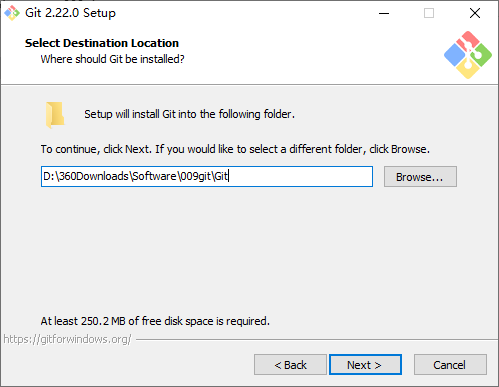 Git 2.22.0 Setup
Select Destination Location
Where should Git be installed?
Setup will install Git into the following folder.
To continue, click Next. If you would like to select a different folder, click Browse.
D:\360Downloads\Software\009git\Git
Browse...
At least 250.2 MB of free disk space is required.
https://gitforwindows.org/
< Back
Next >
Cancel